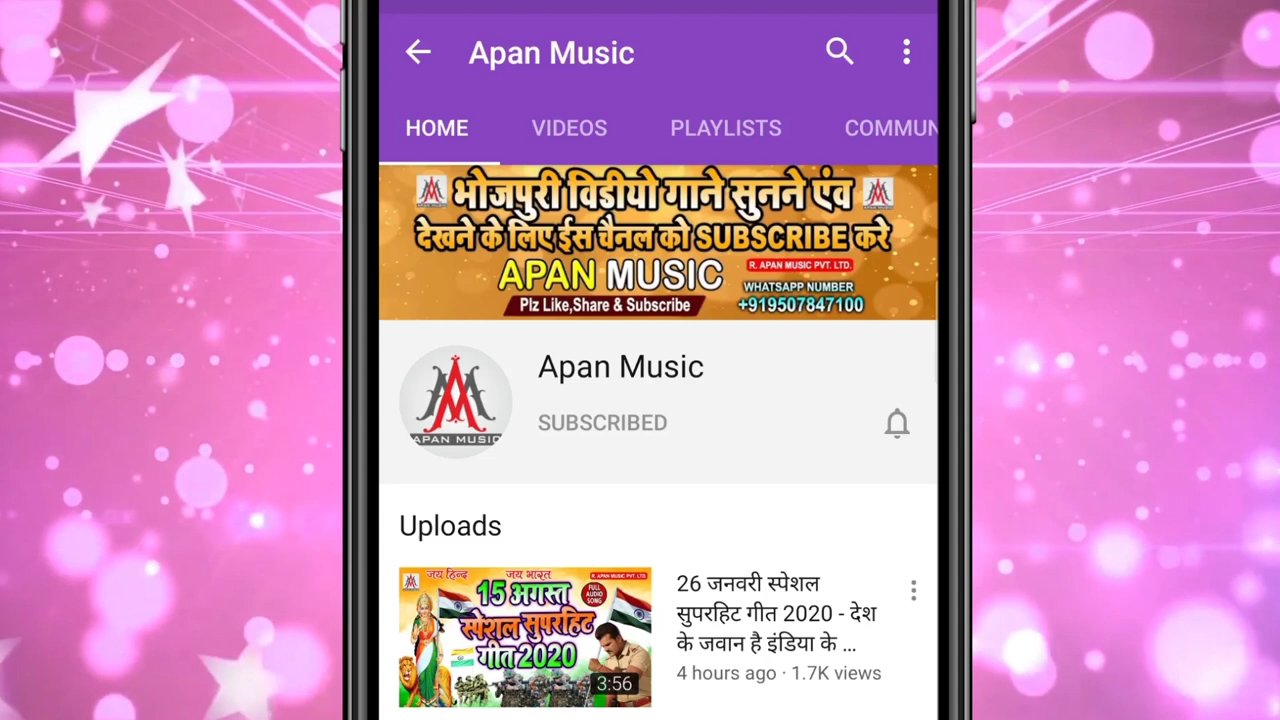 Apan Music
HOME VIDEOS PLAYLISTS COMMUN
भोजपुरी विडीयो गाने सुनने एंव
देखने के लिए ईस चैनल को SUBSCRIBE करे
APAN MUSIC
R. APAN MUSIC PVT. LTD.
WHATSAPP NUMBER
+919507847100
Plz Like,Share & Subscribe
Apan Music
SUBSCRIBED
APAN MUSIC
Uploads
जय हिन्द जय भारत
R. APAN MUSIC PVT. LTD
15 अगस्त
FULL
AUDIO
SONG
स्पेशल सुपरहिट
गीत 2020
3:56
26 जनवरी स्पेशल
सुपरहिट गीत 2020 - देश
के जवान है इंडिया के ...
4 hours ago · 1.7K views